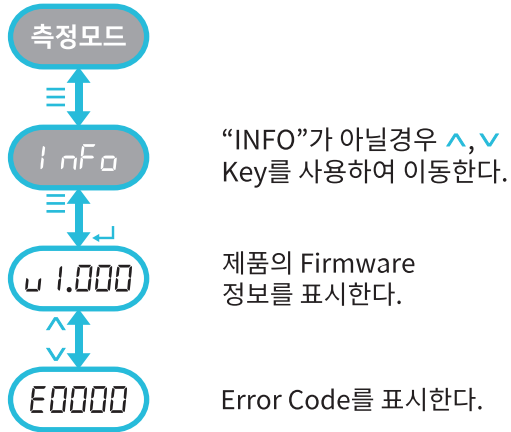 측정모드
InFo
“INFO”가 아닐경우 ∧,∨
Key를 사용하여 이동한다.
v1.000
제품의 Firmware
정보를 표시한다.
E0000
Error Code를 표시한다.